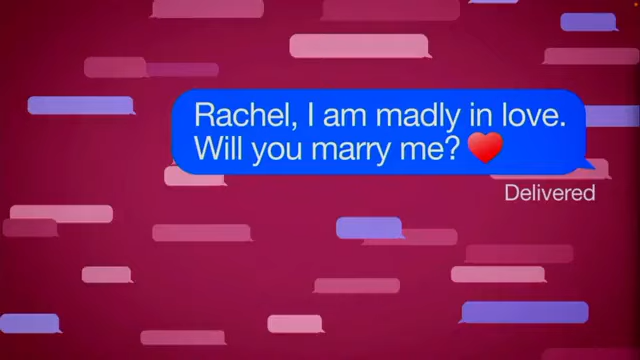 Rachel, I am madly in love.
Will you marry me? ❤️
Delivered